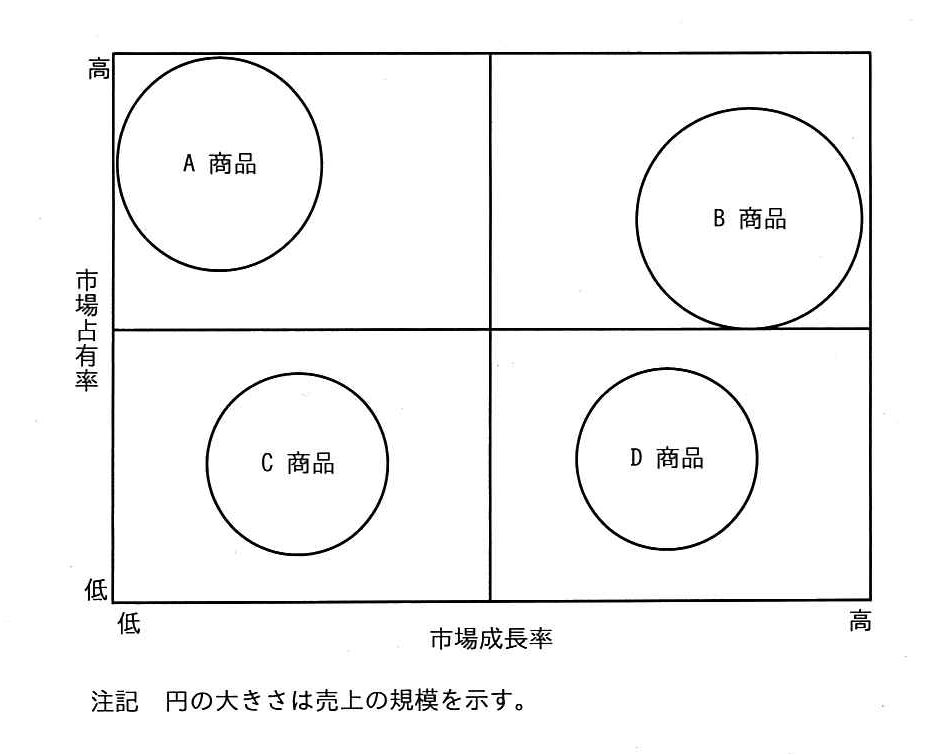 高
A 商品
B 商品
市場占有率
C 商品
D 商品
低
低
高
市場成長率
注記　円の大きさは売上の規模を示す。